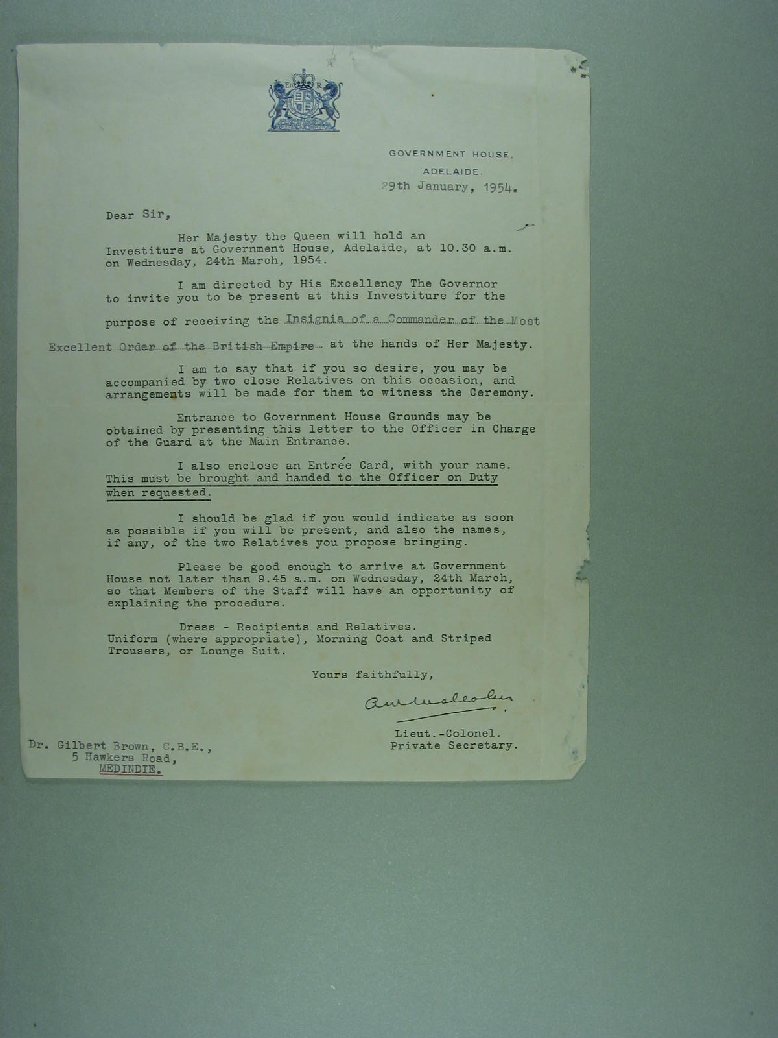 GOVERNMENT HOUSE,
ADELAIDE.
29th January, 1954.
Dear Sir,
Her Majesty the Queen will hold an
Investiture at Government House, Adelaide, at 10.30 a.m.
on Wednesday, 24th March, 1954.
I am directed by His Excellency The Governor
to invite you to be present at this Investiture for the
purpose of receiving the Insignia of a Commander of the Most
Excellent Order of the British Empire at the hands of Her Majesty.
I am to say that if you so desire, you may be
accompanied by two close Relatives on this occasion, and
arrangements will be made for them to witness the Ceremony.
Entrance to Government House Grounds may be
obtained by presenting this letter to the Officer in Charge
of the Guard at the Main Entrance.
I also enclose an Entrée Card, with your name.
This must be brought and handed to the Officer on Duty
when requested.
I should be glad if you would indicate as soon
as possible if you will be present, and also the names,
if any, of the two Relatives you propose bringing.
Please be good enough to arrive at Government
House not later than 9.45 a.m. on Wednesday, 24th March,
so that Members of the Staff will have an opportunity of
explaining the procedure.
Dress - Recipients and Relatives.
Uniform (where appropriate), Morning Coat and Striped
Trousers, or Lounge Suit.
Yours faithfully,
Lieut.-Colonel.
Private Secretary.
Dr. Gilbert Brown, C.B.E.,
5 Hawkers Road,
MEDINDIE.